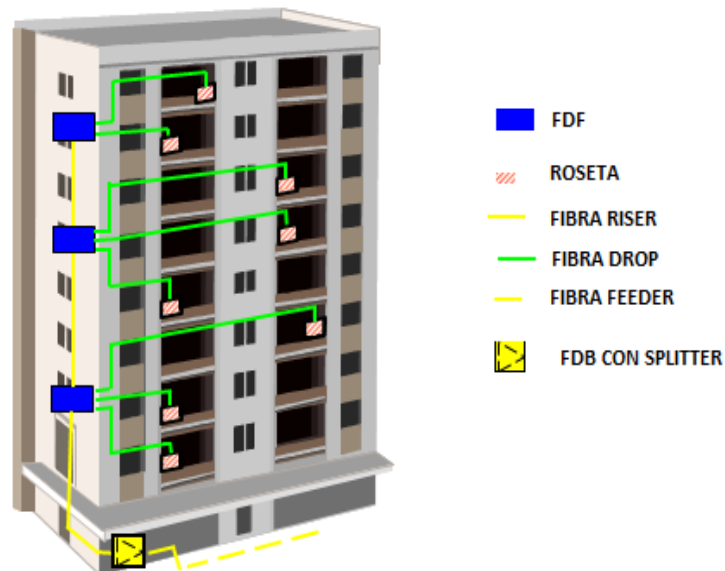 FDF
ROSETA
FIBRA RISER
FIBRA DROP
FIBRA FEEDER
FDB CON SPLITTER